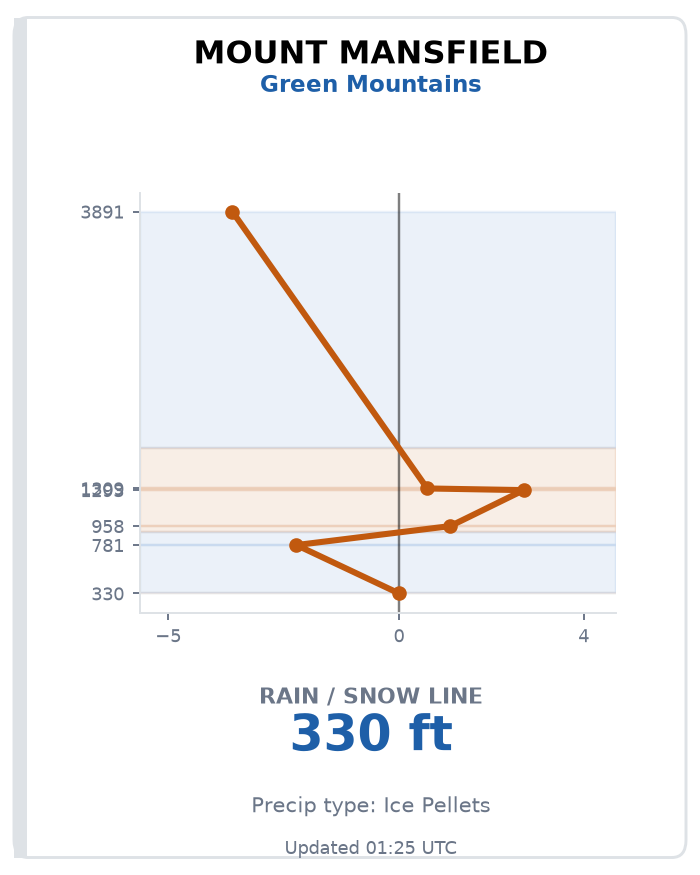 MOUNT MANSFIELD
Green Mountains
3891
958
781
330
−5 0 4
RAIN / SNOW LINE
330 ft
Precip type: Ice Pellets
Updated 01:25 UTC